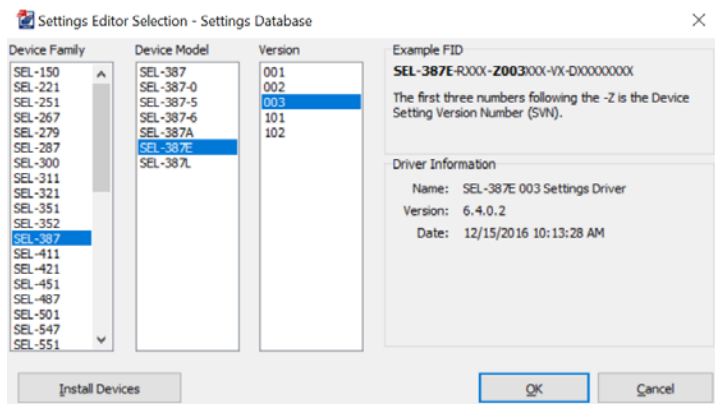 Settings Editor Selection - Settings Database
Device Family
SEL-150
SEL-221
SEL-251
SEL-267
SEL-279
SEL-287
SEL-300
SEL-311
SEL-321
SEL-351
SEL-352
SEL-387
SEL-411
SEL-421
SEL-451
SEL-487
SEL-501
SEL-547
SEL-551
Device Model
SEL-387
SEL-387-0
SEL-387-5
SEL-387-6
SEL-387A
SEL-387E
SEL-387L
Version
001
002
003
101
102
Example FID
SEL-387E-RXXX-Z003XXX-VX-DXXXXXXXX
The first three numbers following the -Z is the Device
Setting Version Number (SVN).
Driver Information
Name: SEL-387E 003 Settings Driver
Version: 6.4.0.2
Date: 12/15/2016 10:13:28 AM
Install Devices
OK
Cancel